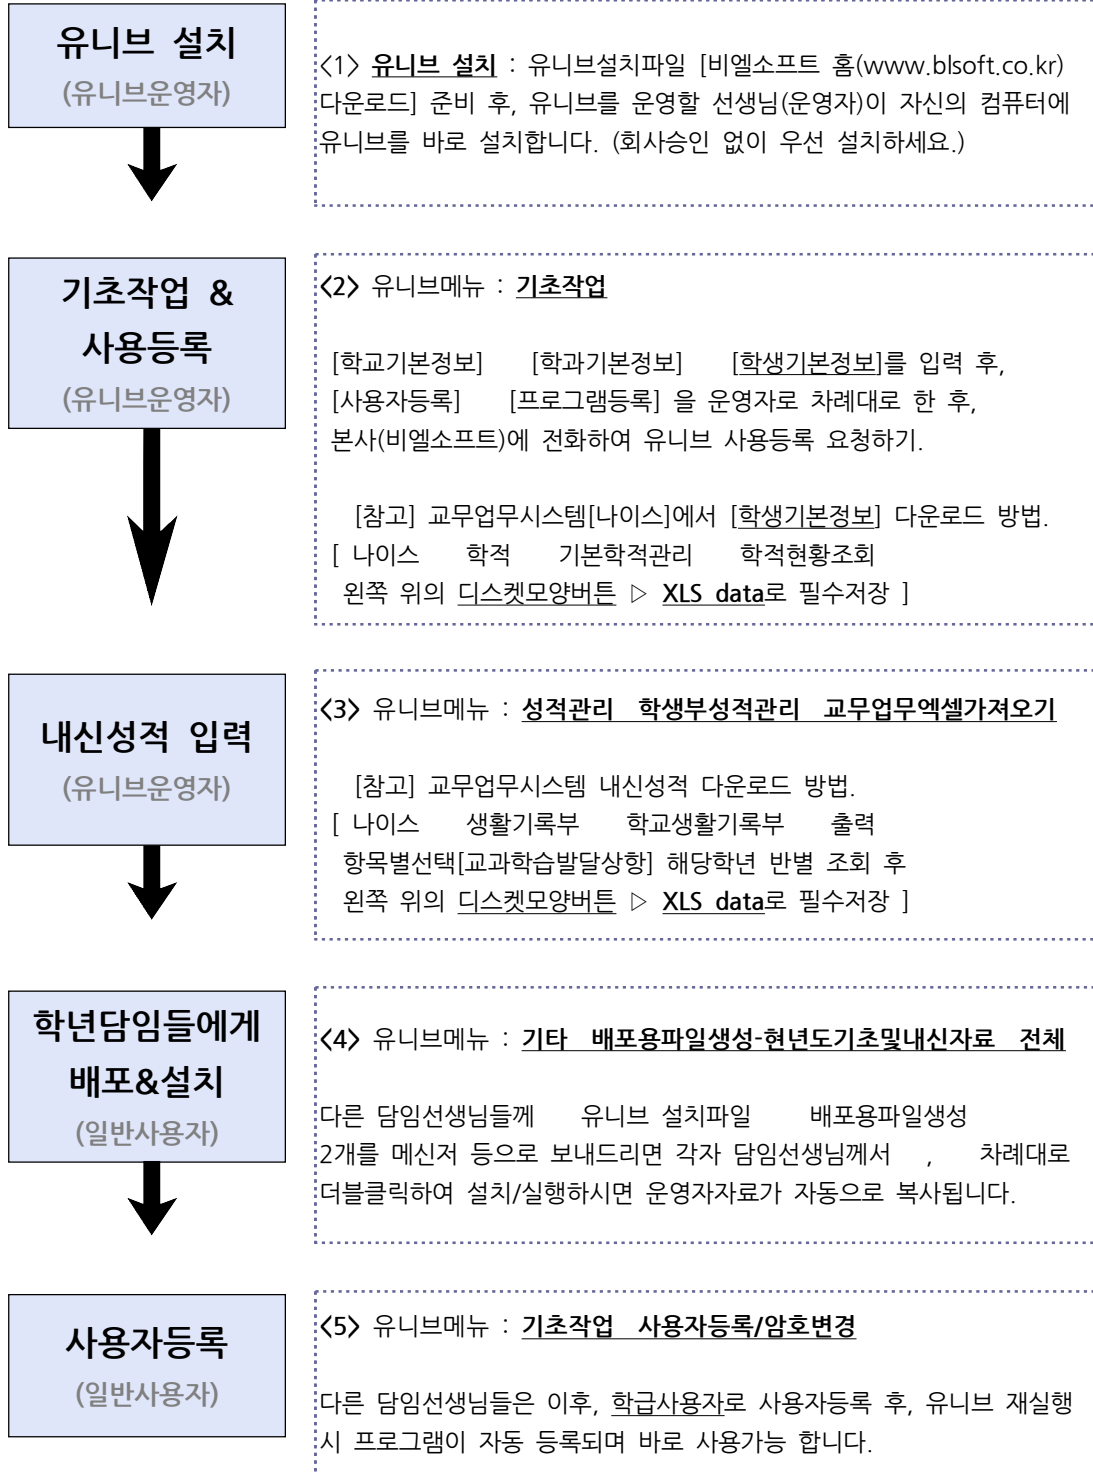 유니브 설치
(유니브운영자)
<1> 유니브 설치 : 유니브설치파일 [비엘소프트 홈(www.blsoft.co.kr)
다운로드] 준비 후, 유니브를 운영할 선생님(운영자)이 자신의 컴퓨터에
유니브를 바로 설치합니다. (회사승인 없이 우선 설치하세요.)
기초작업 &
사용등록
(유니브운영자)
<2> 유니브메뉴 : 기초작업
[학교기본정보] [학과기본정보] [학생기본정보]를 입력 후,
[사용자등록] [프로그램등록] 을 운영자로 차례대로 한 후,
본사(비엘소프트)에 전화하여 유니브 사용등록 요청하기.
[참고] 교무업무시스템[나이스]에서 [학생기본정보] 다운로드 방법.
[ 나이스 학적 기본학적관리 학적현황조회
왼쪽 위의 디스켓모양버튼 ▷ XLS data로 필수저장 ]
내신성적 입력
(유니브운영자)
<3> 유니브메뉴 : 성적관리 학생부성적관리 교무업무엑셀가져오기
[참고] 교무업무시스템 내신성적 다운로드 방법.
[ 나이스 생활기록부 학교생활기록부 출력
항목별선택[교과학습발달상항] 해당학년 반별 조회 후
왼쪽 위의 디스켓모양버튼 ▷ XLS data로 필수저장 ]
학년담임들에게
배포&설치
(일반사용자)
<4> 유니브메뉴 : 기타 배포용파일생성-현년도기초및내신자료 전체
다른 담임선생님들께 유니브 설치파일 배포용파일생성
2개를 메신저 등으로 보내드리면 각자 담임선생님께서 , 차례대로
더블클릭하여 설치/실행하시면 운영자자료가 자동으로 복사됩니다.
사용자등록
(일반사용자)
<5> 유니브메뉴 : 기초작업 사용자등록/암호변경
다른 담임선생님들은 이후, 학급사용자로 사용자등록 후, 유니브 재실행
시 프로그램이 자동 등록되며 바로 사용가능 합니다.